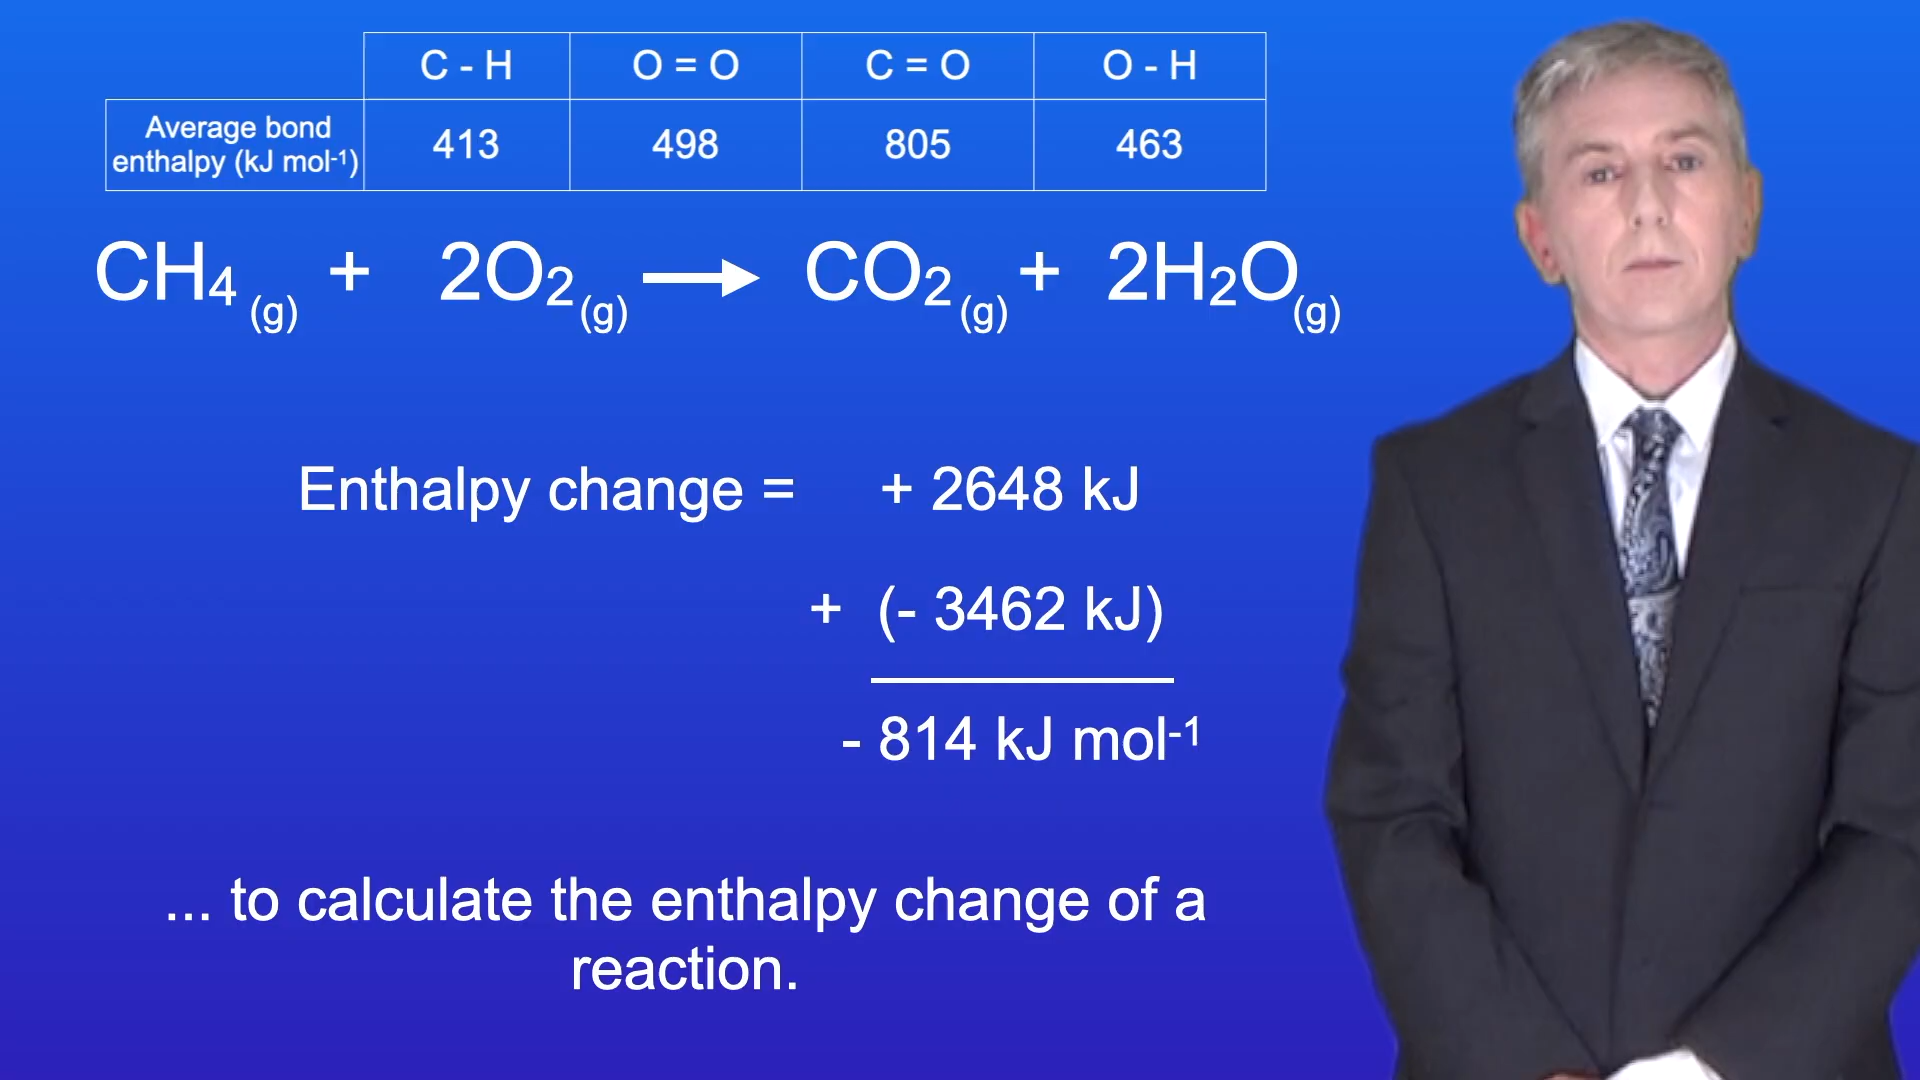 C - H O = O C = O O - H
Average bond
enthalpy (kJ mol-1) 413 498 805 463
CH4 (g) + 2O2 (g) → CO2 (g) + 2H2O (g)
Enthalpy change = + 2648 kJ
+ (- 3462 kJ)
- 814 kJ mol-1
... to calculate the enthalpy change of a
reaction.